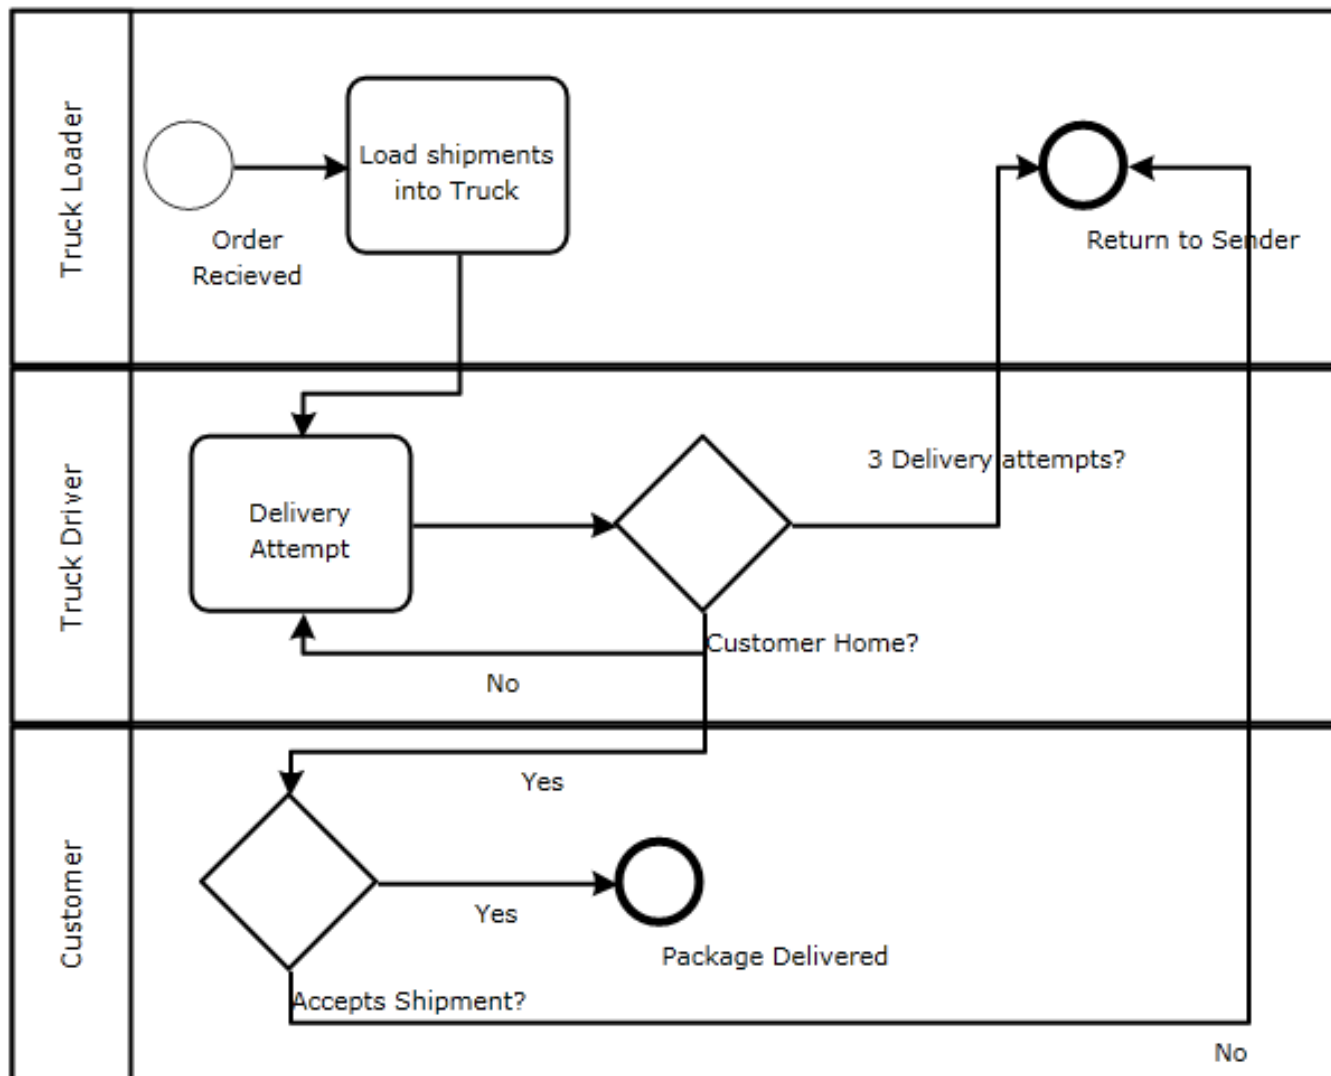 Truck Loader
Load shipments
into Truck
Order
Recieved
Return to Sender
Truck Driver
3 Delivery attempts?
Delivery
Attempt
Customer Home?
No
Customer
Yes
Yes
Package Delivered
Accepts Shipment?
No